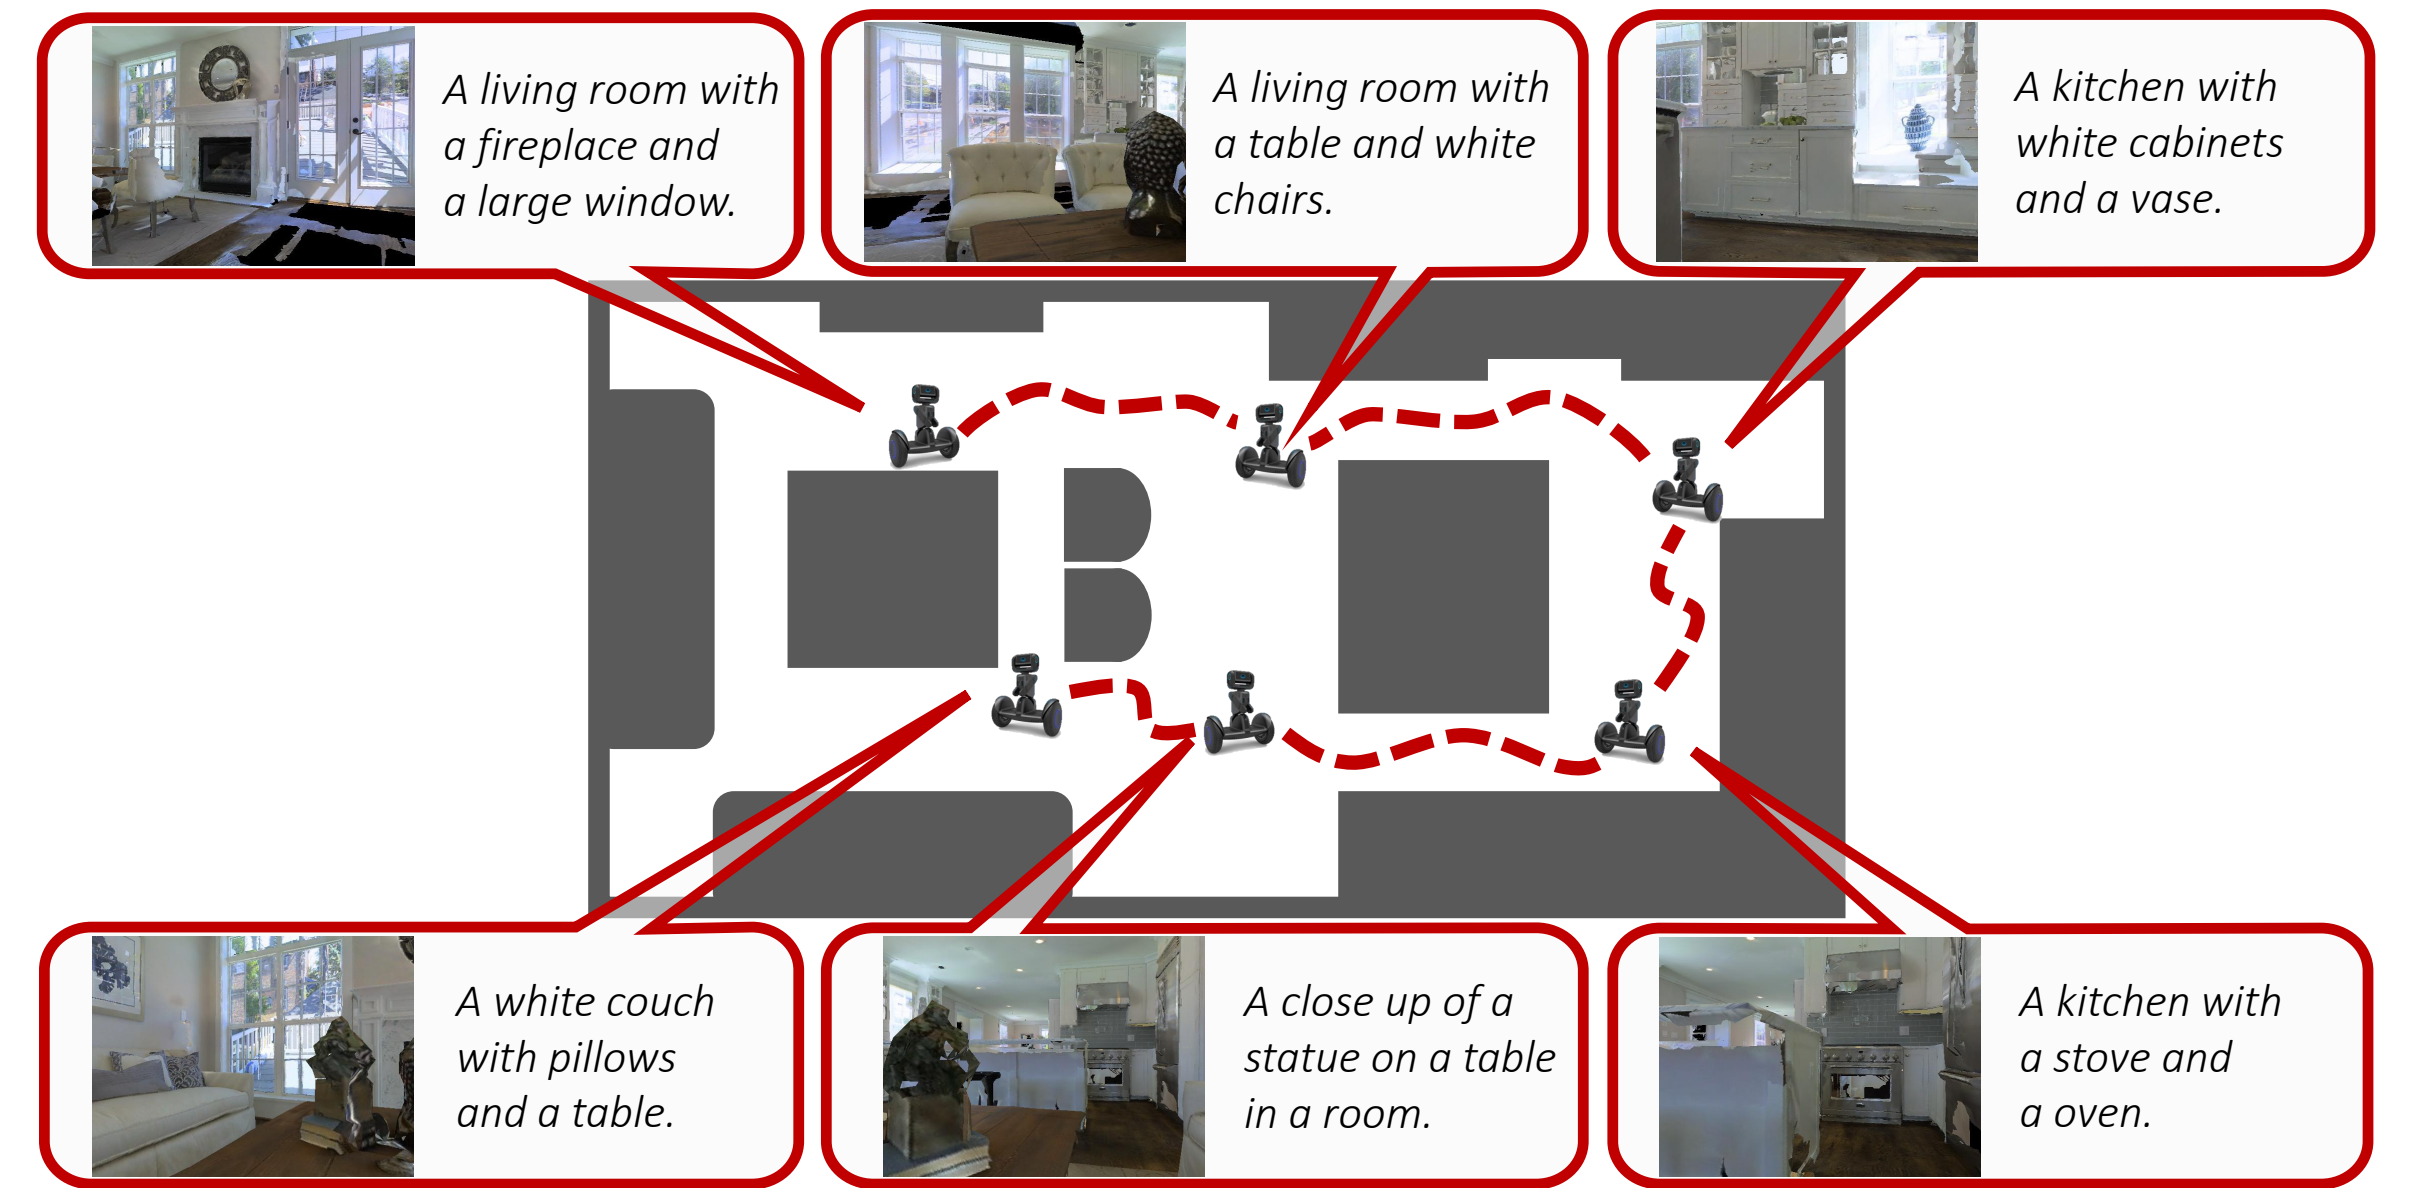 A living room with
a fireplace and
a large window.
A living room with
a table and white
chairs.
A kitchen with
white cabinets
and a vase.
A white couch
with pillows
and a table.
A close up of a
statue on a table
in a room.
A kitchen with
a stove and
a oven.